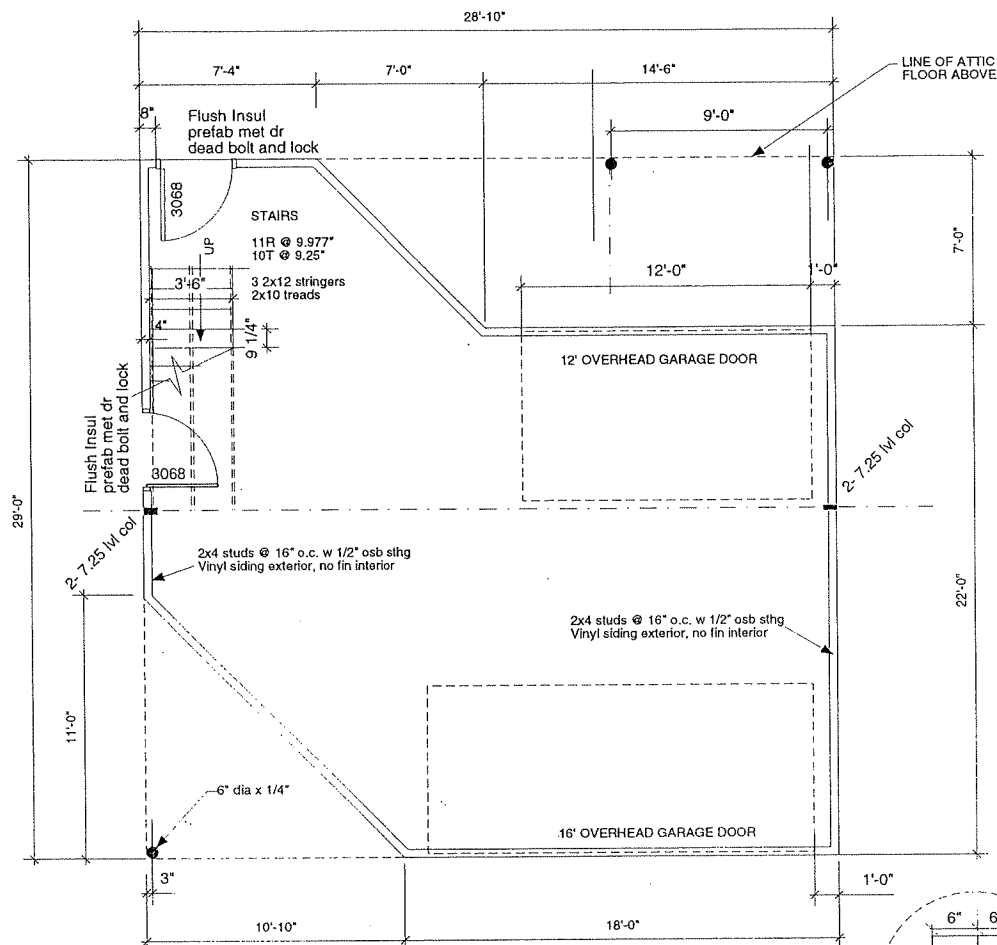 28'-10"
7'-4"
7'-0"
14'-6"
LINE OF ATTIC
FLOOR ABOVE
8"
Flush Insul
prefab met dr
dead bolt and lock
9'-0"
3068
STAIRS
UP
11R @ 9.977"
10T @ 9.25"
7'-0"
3'-6"
3 2x12 stringers
2x10 treads
12'-0"
1'-0"
4"
9 1/4"
12' OVERHEAD GARAGE DOOR
Flush Insul
prefab met dr
dead bolt and lock
3068
2- 7.25 lvl col
29'-0"
2- 7.25 lvl col
2x4 studs @ 16" o.c. w 1/2" osb sthg
Vinyl siding exterior, no fin interior
22'-0"
2x4 studs @ 16" o.c. w 1/2" osb sthg
Vinyl siding exterior, no fin interior
11'-0"
6" dia x 1/4"
16' OVERHEAD GARAGE DOOR
3"
1'-0"
10'-10"
18'-0"
6" 6